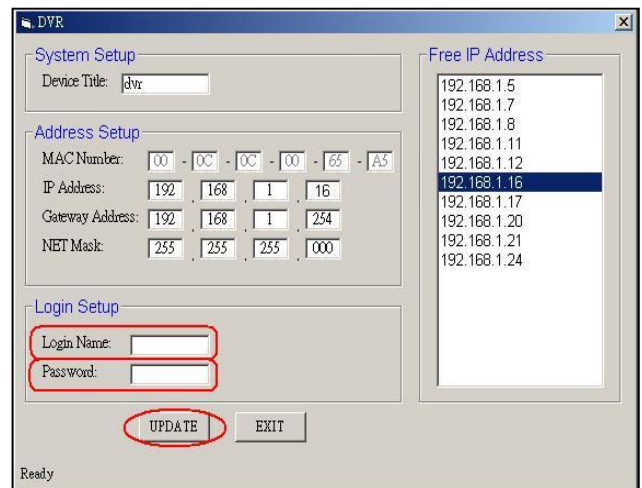 DVR
System Setup
Device Title: dvr
Address Setup
MAC Number: 00 - 0C - 0C - 00 - 65 - A5
IP Address: 192 . 168 . 1 . 16
Gateway Address: 192 . 168 . 1 . 254
NET Mask: 255 . 255 . 255 . 000
Login Setup
Login Name:
Password:
UPDATE EXIT
Ready
Free IP Address
192.168.1.5
192.168.1.7
192.168.1.8
192.168.1.11
192.168.1.12
192.168.1.16
192.168.1.17
192.168.1.20
192.168.1.21
192.168.1.24